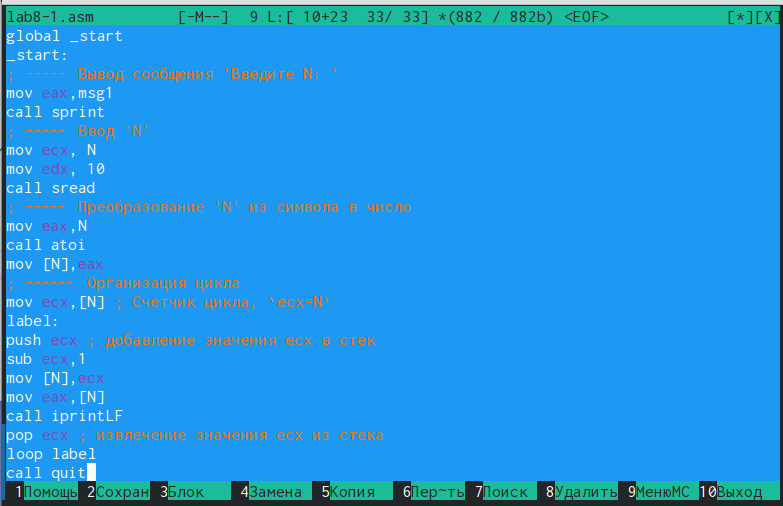 lab8-1.asm [-M--] 9 L:[ 10+23 33/ 33] *(882 / 882b) <EOF> [*][X]
global _start
_start:
; ----- Вывод сообщения 'Введите N: '
mov eax,msg1
call sprint
; ----- Ввод 'N'
mov ecx, N
mov edx, 10
call sread
; ----- Преобразование 'N' из символа в число
mov eax,N
call atoi
mov [N],eax
; ------ Организация цикла
mov ecx,[N] ; Счетчик цикла, `ecx=N`
label:
push ecx ; добавление значения ecx в стек
sub ecx,1
mov [N],ecx
mov eax,[N]
call iprintLF
pop ecx ; извлечение значения ecx из стека
loop label
call quit
1Помощь 2Сохран 3Блок 4Замена 5Копия 6Пер~ть 7Поиск 8Удалить 9МенюМС 10Выход